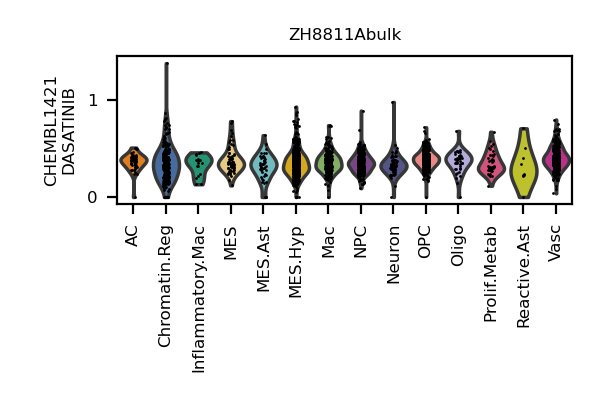 ZH8811Abulk
CHEMBL1421
DASATINIB
1
0
AC
Chromatin.Reg
Inflammatory.Mac
MES
MES.Ast
MES.Hyp
Mac
NPC
Neuron
OPC
Oligo
Prolif.Metab
Reactive.Ast
Vasc